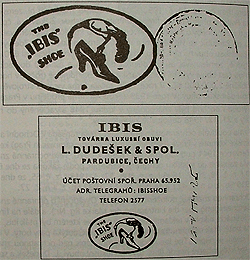 THE
"IBIS"
SHOE
IBIS
TOVÁRNA LUXUSNÍ OBUVI
L. DUDEŠEK & SPOL.
PARDUBICE, ČECHY
ÚČET POŠTOVNÍ SPOŘ. PRAHA 65.952
ADR. TELEGRAMŮ: IBISSHOE
TELEFON 2577
THE
"IBIS"
SHOE